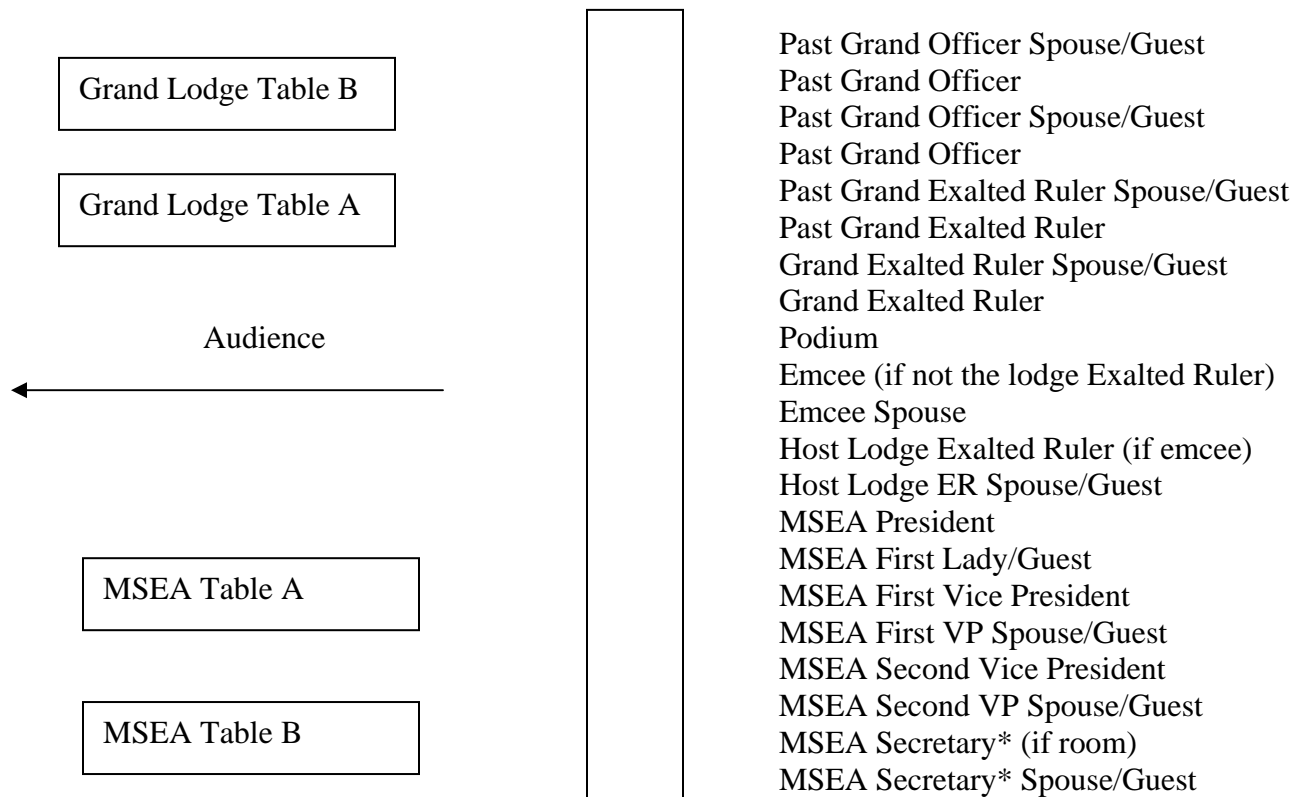 Grand Lodge Table B
Grand Lodge Table A
Audience
MSEA Table A
MSEA Table B
Past Grand Officer Spouse/Guest
Past Grand Officer
Past Grand Officer Spouse/Guest
Past Grand Officer
Past Grand Exalted Ruler Spouse/Guest
Past Grand Exalted Ruler
Grand Exalted Ruler Spouse/Guest
Grand Exalted Ruler
Podium
Emcee (if not the lodge Exalted Ruler)
Emcee Spouse
Host Lodge Exalted Ruler (if emcee)
Host Lodge ER Spouse/Guest
MSEA President
MSEA First Lady/Guest
MSEA First Vice President
MSEA First VP Spouse/Guest
MSEA Second Vice President
MSEA Second VP Spouse/Guest
MSEA Secretary* (if room)
MSEA Secretary* Spouse/Guest